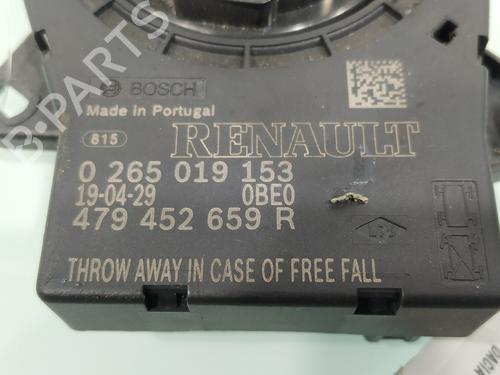 BOSCH
Made in Portugal
815
RENAULT
0 265 019 153
19-04-29 0BE0
479 452 659 R
THROW AWAY IN CASE OF FREE FALL
B-PARTS
DACIA